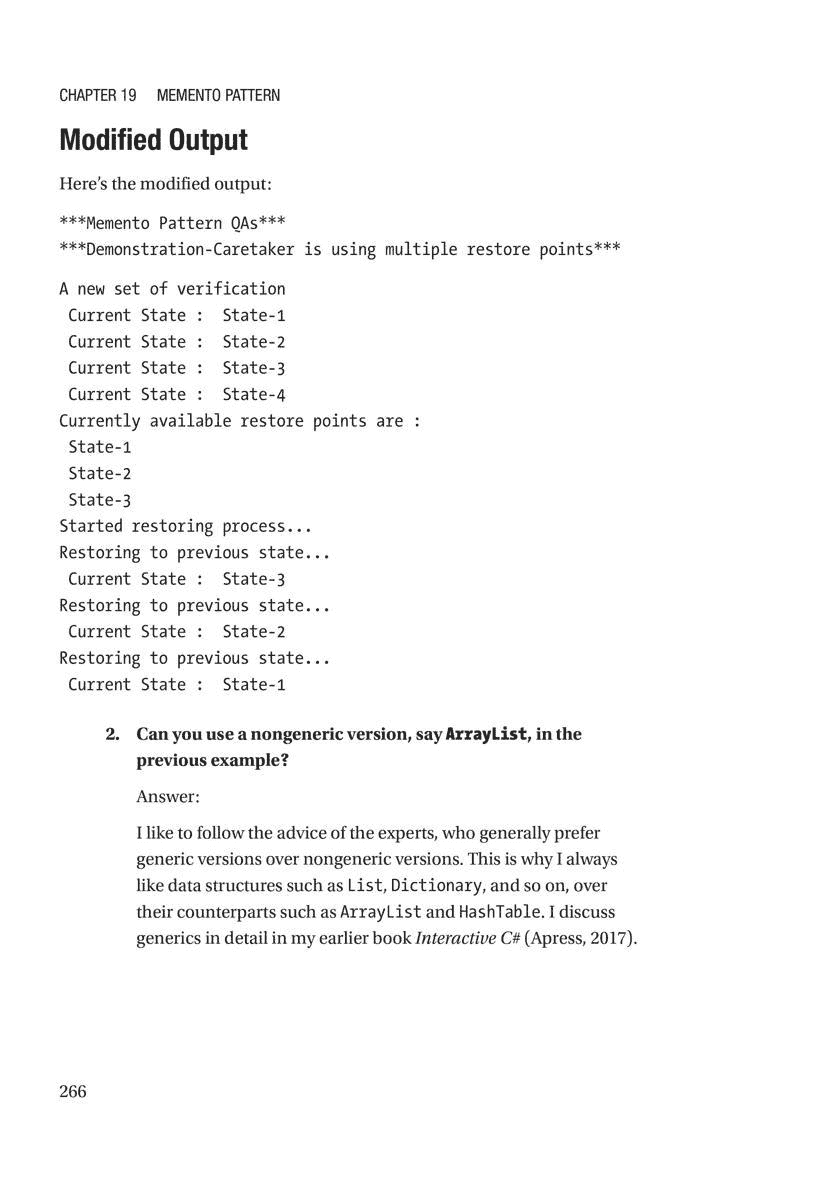 CHAPTER 19 MEMENTO PATTERN
Modified Output
Here’s the modified output:
***Memento Pattern QAs***
***Demonstration-Caretaker is using multiple restore points***
A new set of verification
Current State : State-1
Current State : State-2
Current State : State-3
Current State : State-4
Currently available restore points are :
State-1
State-2
State-3
Started restoring process...
Restoring to previous state...
Current State : State-3
Restoring to previous state...
Current State : State-2
Restoring to previous state...
Current State : State-1
2. Can you use a nongeneric version, say ArrayList, in the
previous example?
Answer:
I like to follow the advice of the experts, who generally prefer
generic versions over nongeneric versions. This is why I always
like data structures such as List, Dictionary, and so on, over
their counterparts such as ArrayList and HashTable. I discuss
generics in detail in my earlier book Interactive C# (Apress, 2017).
266